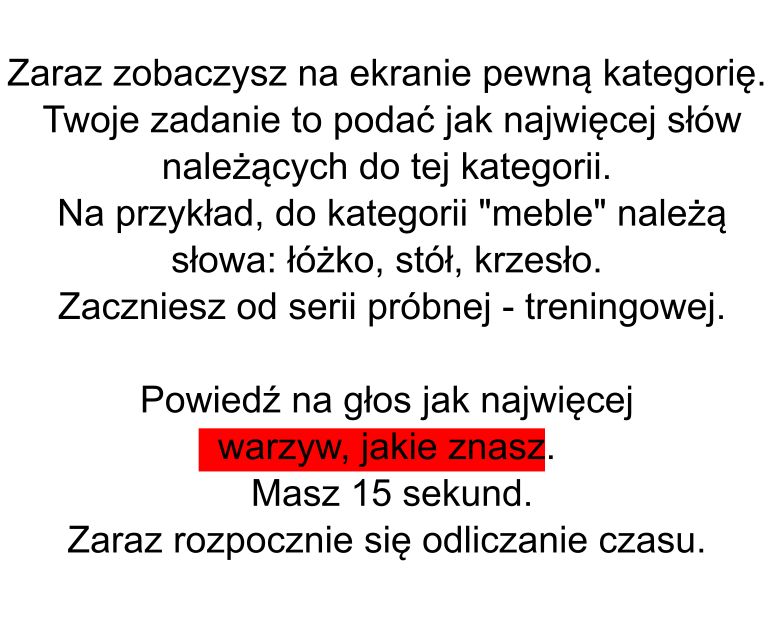 Zaraz zobaczysz na ekranie pewną kategorię.
Twoje zadanie to podać jak najwięcej słów
należących do tej kategorii.
Na przykład, do kategorii "meble" należą
słowa: łóżko, stół, krzesło.
Zaczniesz od serii próbnej - treningowej.
Powiedź na głos jak najwięcej
warzyw, jakie znasz.
Masz 15 sekund.
Zaraz rozpocznie się odliczanie czasu.